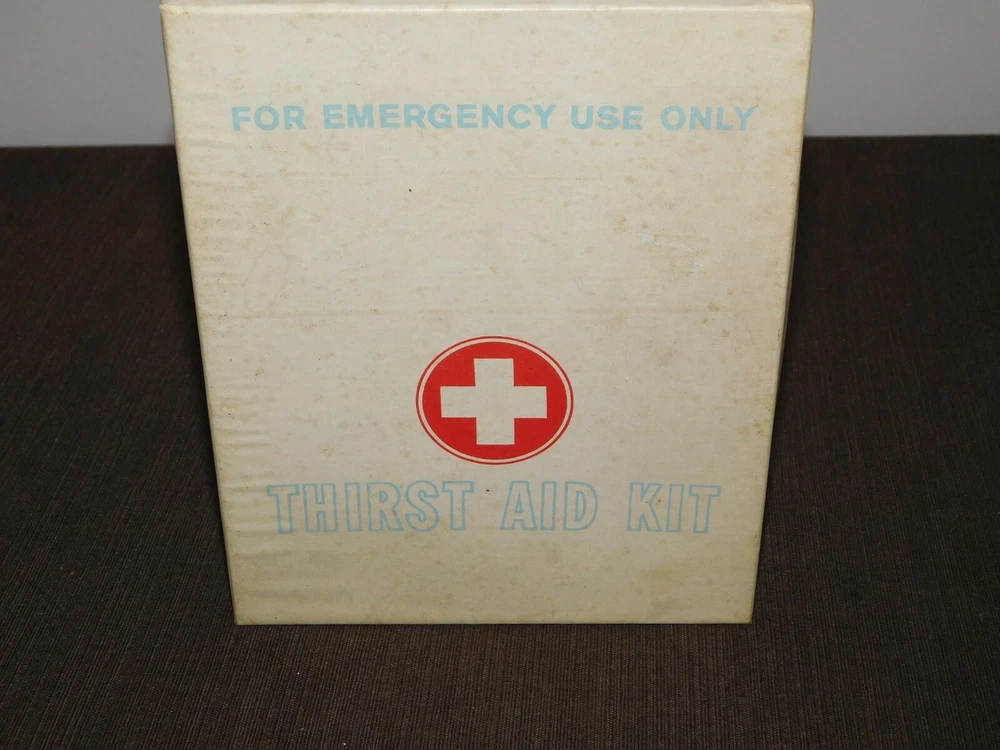 FOR EMERGENCY USE ONLY
THIRST AID KIT